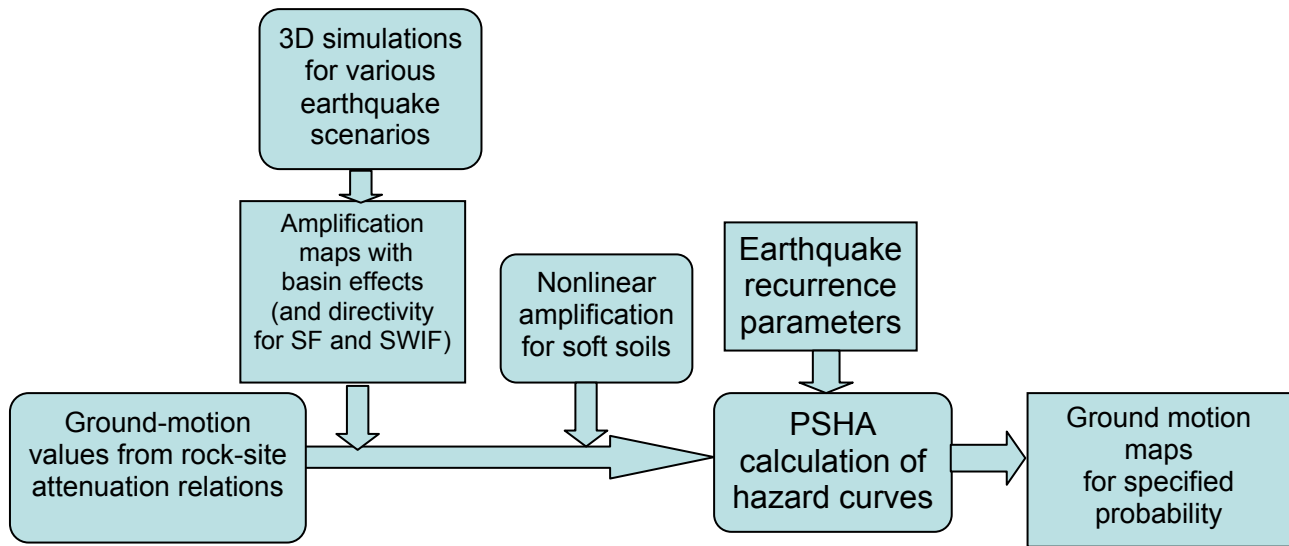 3D simulations
for various
earthquake
scenarios
Amplification
maps with
basin effects
(and directivity
for SF and SWIF)
Nonlinear
amplification
for soft soils
Earthquake
recurrence
parameters
Ground-motion
values from rock-site
attenuation relations
PSHA
calculation of
hazard curves
Ground motion
maps
for specified
probability